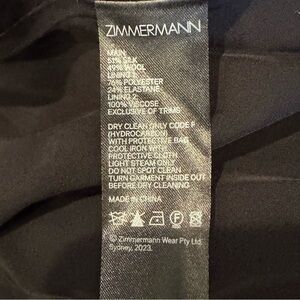 ZIMMERMANN
MAIN
51% SILK
49% WOOL
LINING 1
76% POLYESTER
24% ELASTANE
LINING 2
100% VISCOSE
EXCLUSIVE OF TRIMS
DRY CLEAN ONLY CODE F
(HYDROCARBON)
WITH PROTECTIVE BAG
COOL IRON WITH
PROTECTIVE CLOTH
LIGHT STEAM ONLY
DO NOT SPOT CLEAN
TURN GARMENT INSIDE OUT
BEFORE DRY CLEANING
MADE IN CHINA
F
© Zimmermann Wear Pty Ltd
Sydney, 2023.